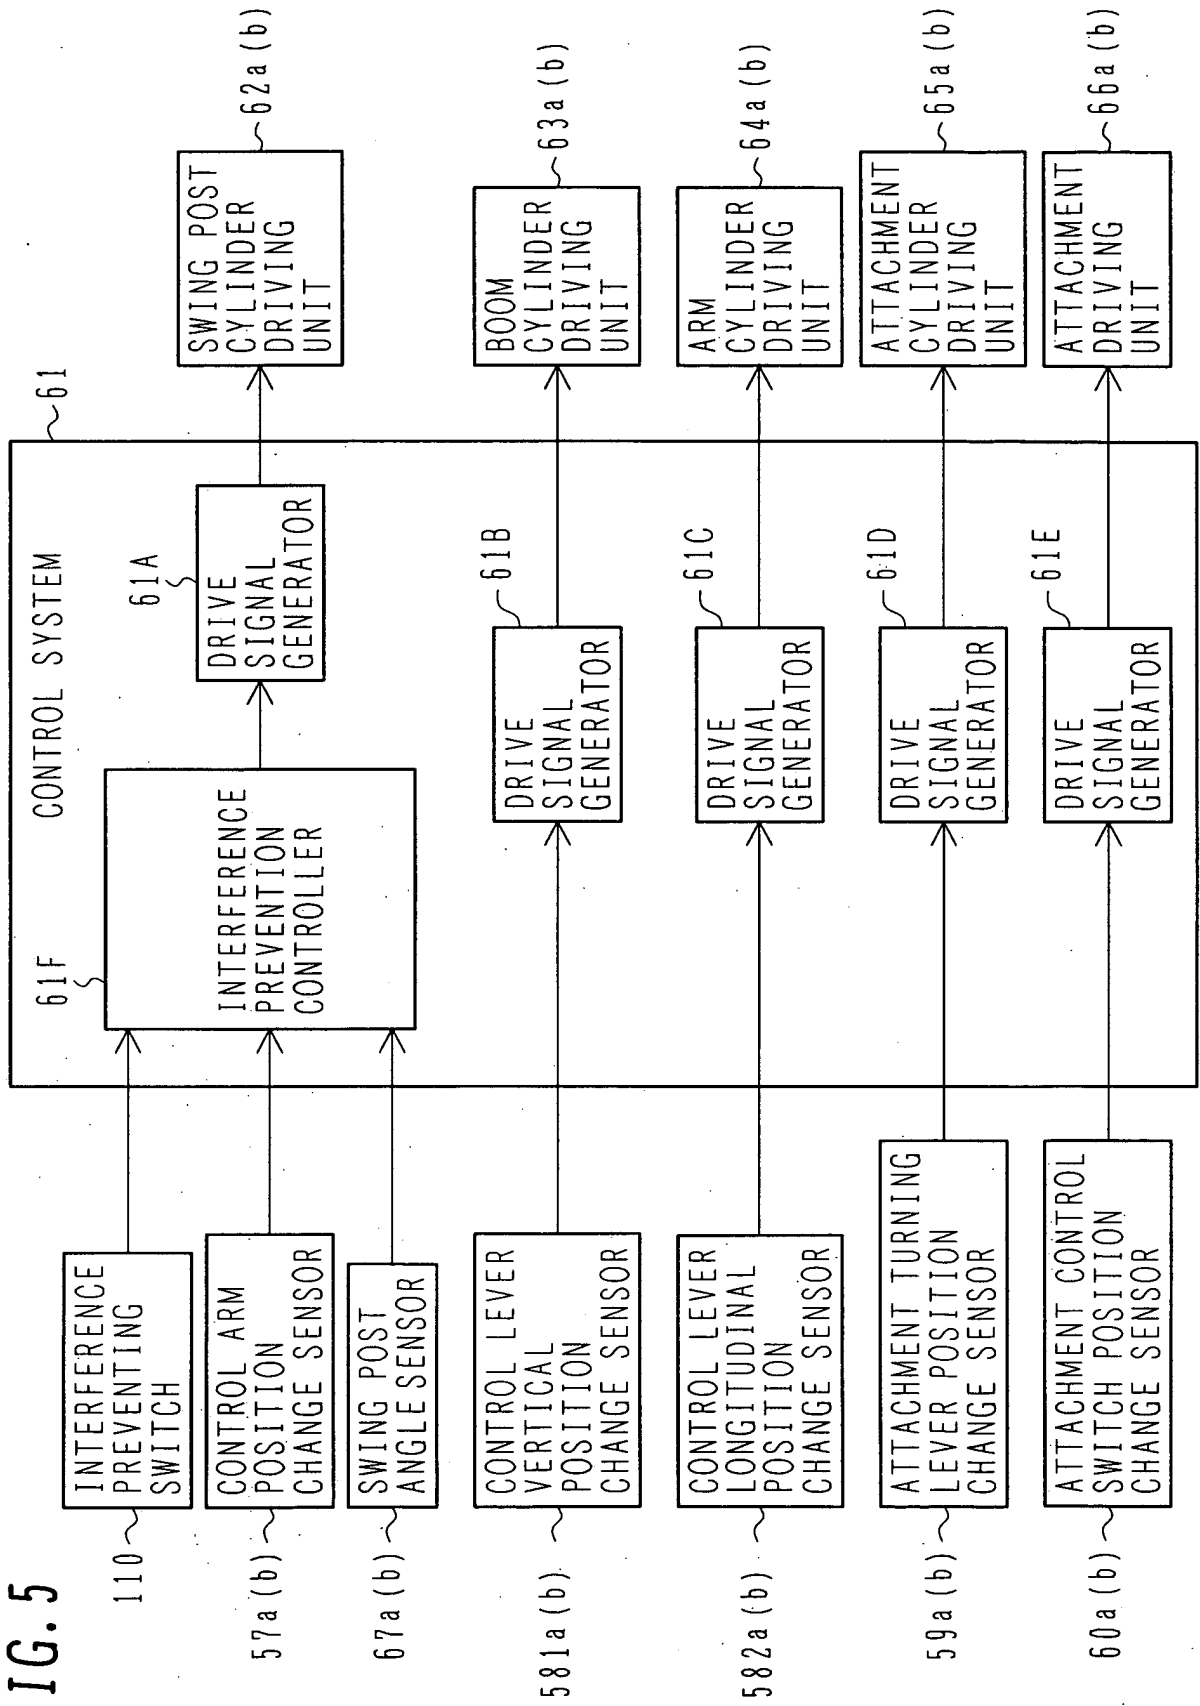 IG. 5
CONTROL SYSTEM
61
110
INTERFERENCE
PREVENTING
SWITCH
57a (b)
CONTROL ARM
POSITION
CHANGE SENSOR
67a (b)
SWING POST
ANGLE SENSOR
61F
INTERFERENCE
PREVENTION
CONTROLLER
61A
DRIVE
SIGNAL
GENERATOR
62a (b)
SWING POST
CYLINDER
DRIVING
UNIT
581a (b)
CONTROL LEVER
VERTICAL
POSITION
CHANGE SENSOR
61B
DRIVE
SIGNAL
GENERATOR
63a (b)
BOOM
CYLINDER
DRIVING
UNIT
582a (b)
CONTROL LEVER
LONGITUDINAL
POSITION
CHANGE SENSOR
61C
DRIVE
SIGNAL
GENERATOR
64a (b)
ARM
CYLINDER
DRIVING
UNIT
59a (b)
ATTACHMENT TURNING
LEVER POSITION
CHANGE SENSOR
61D
DRIVE
SIGNAL
GENERATOR
65a (b)
ATTACHMENT
CYLINDER
DRIVING
UNIT
60a (b)
ATTACHMENT CONTROL
SWITCH POSITION
CHANGE SENSOR
61E
DRIVE
SIGNAL
GENERATOR
66a (b)
ATTACHMENT
DRIVING
UNIT